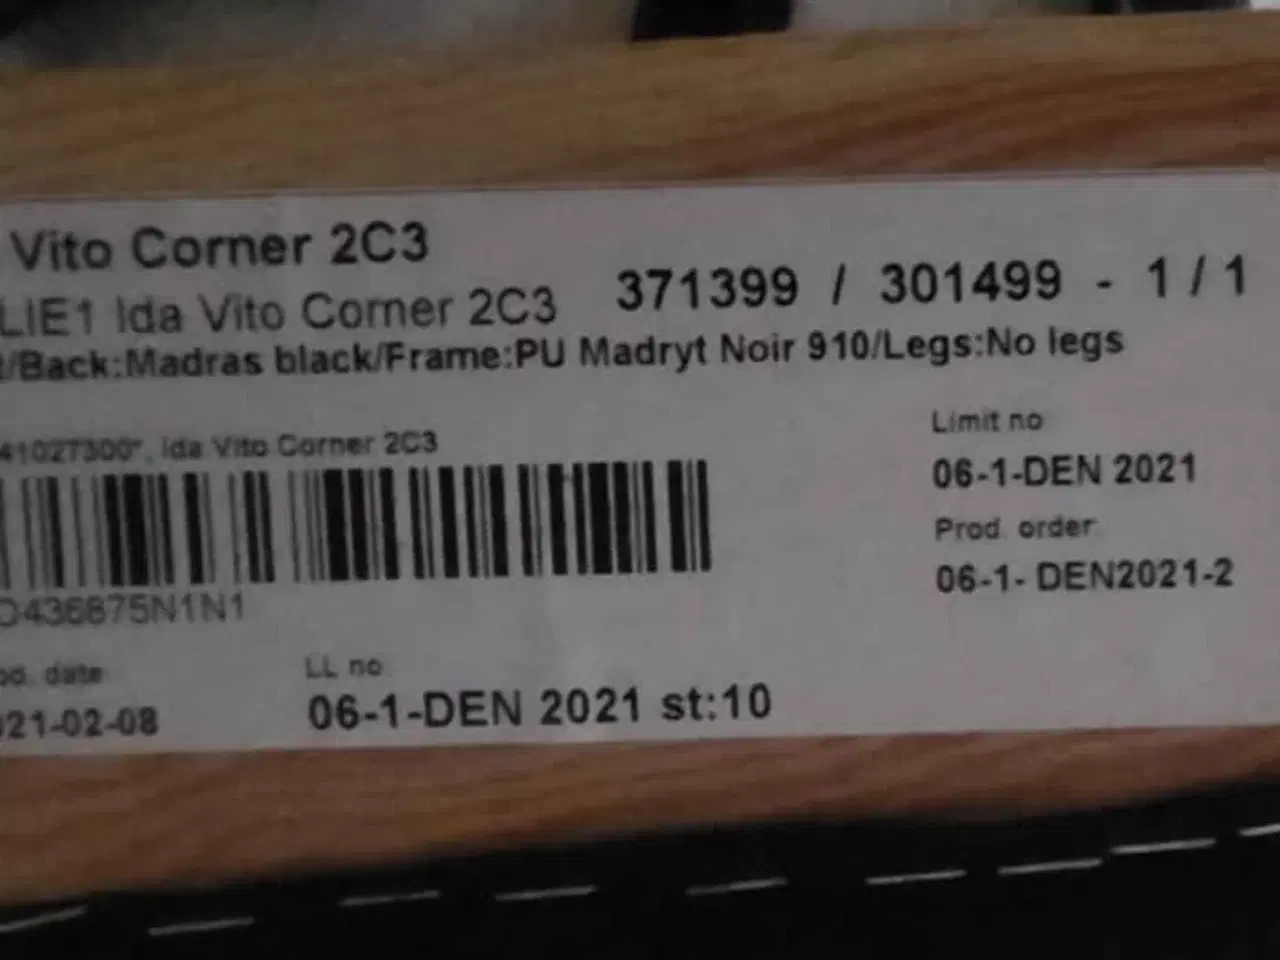 Vito Corner 2C3
LIE1 Ida Vito Corner 2C3
371399 / 301499 - 1 / 1
/Back:Madras black/Frame:PU Madryt Noir 910/Legs:No legs
41027300*, Ida Vito Corner 2C3
Limit no
06-1-DEN 2021
Prod. order:
06-1- DEN2021-2
436875N1N1
od. date
021-02-08
LL no
06-1-DEN 2021 st:10